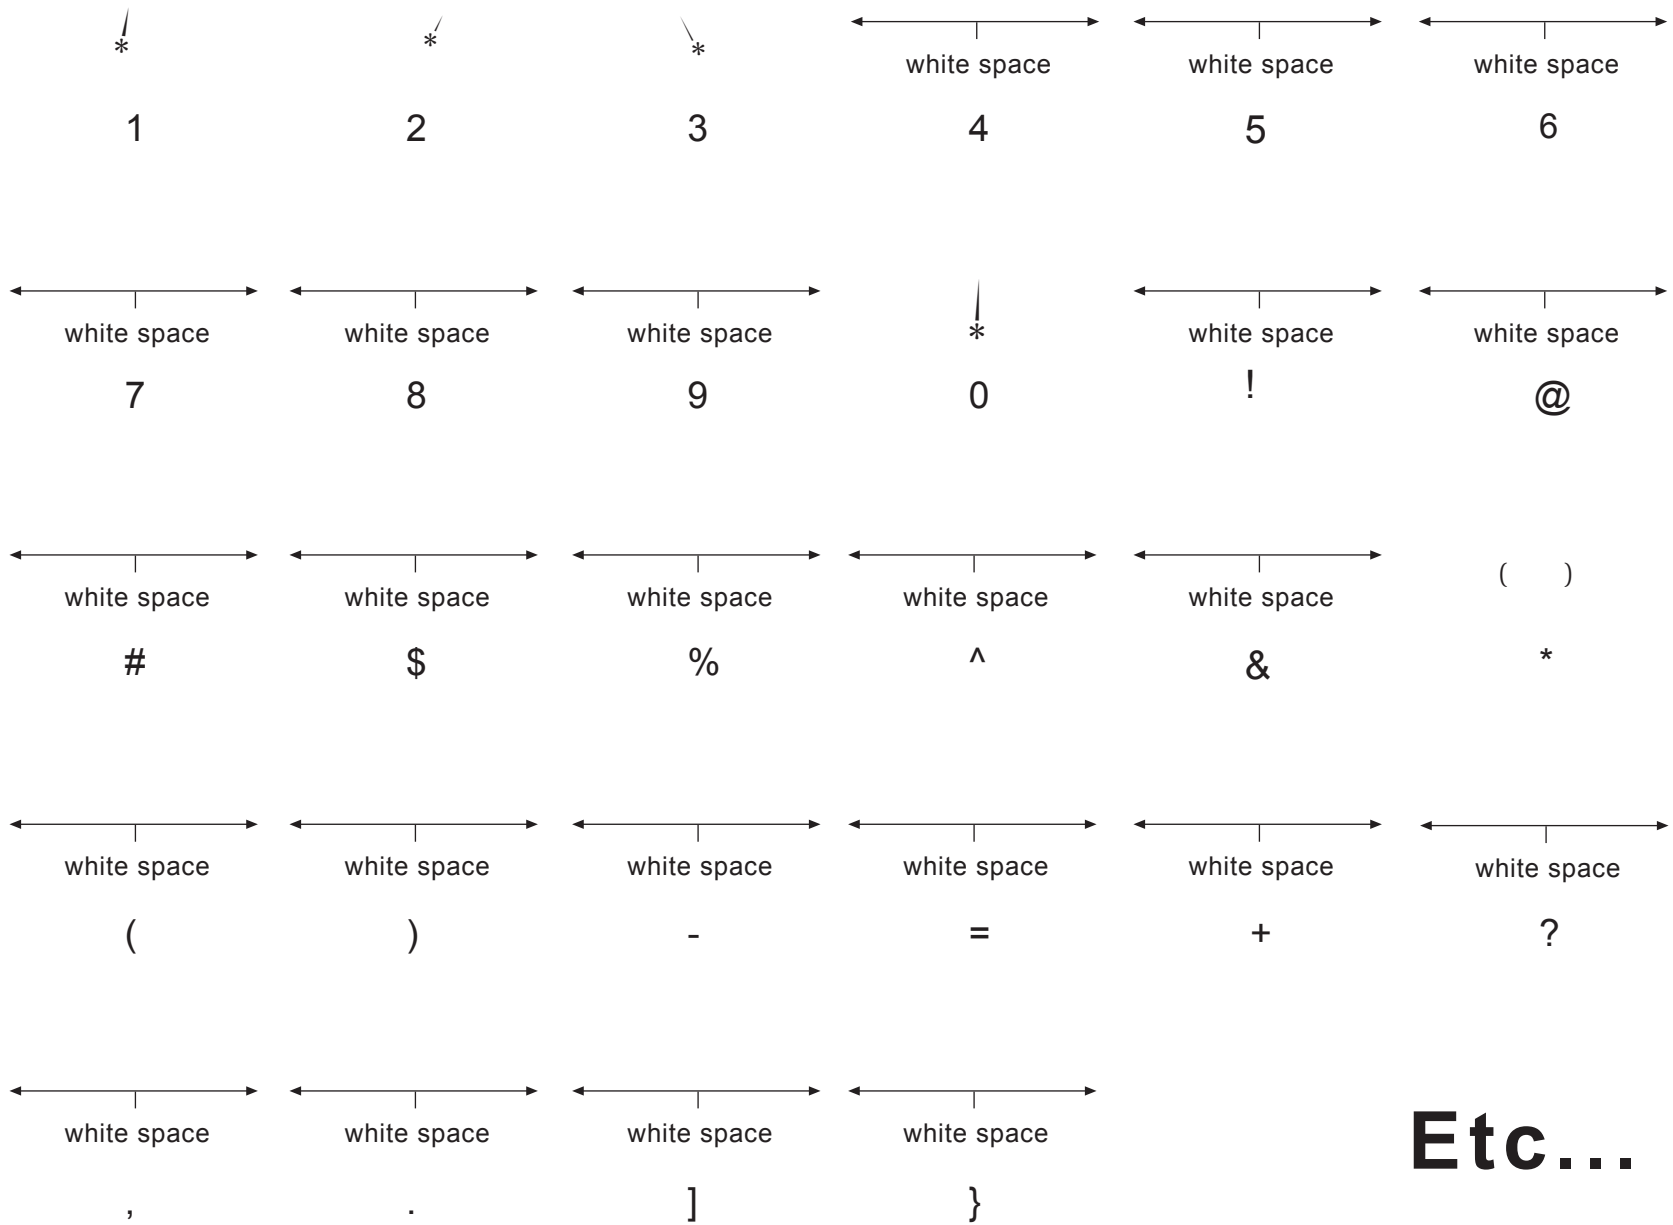 * * * white space white space white space
1 2 3 4 5 6
white space white space white space * white space white space
7 8 9 0 ! @
white space white space white space white space white space ( )
# $ % ^ & *
white space white space white space white space white space white space
( ) - = + ?
white space white space white space white space
, . ] }
Etc...